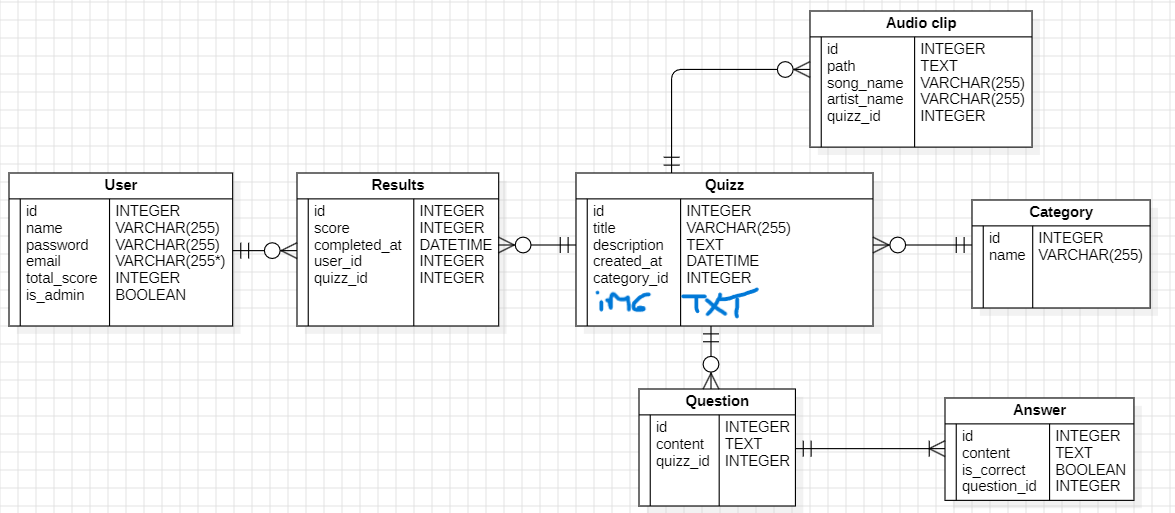 Audio clip
id INTEGER
path TEXT
song_name VARCHAR(255)
artist_name VARCHAR(255)
quizz_id INTEGER
User
id INTEGER
name VARCHAR(255)
password VARCHAR(255)
email VARCHAR(255*)
total_score INTEGER
is_admin BOOLEAN
Results
id INTEGER
score INTEGER
completed_at DATETIME
user_id INTEGER
quizz_id INTEGER
Quizz
id INTEGER
title VARCHAR(255)
description TEXT
created_at DATETIME
category_id INTEGER
iMG TXT
Category
id INTEGER
name VARCHAR(255)
Question
id INTEGER
content TEXT
quizz_id INTEGER
Answer
id INTEGER
content TEXT
is_correct BOOLEAN
question_id INTEGER